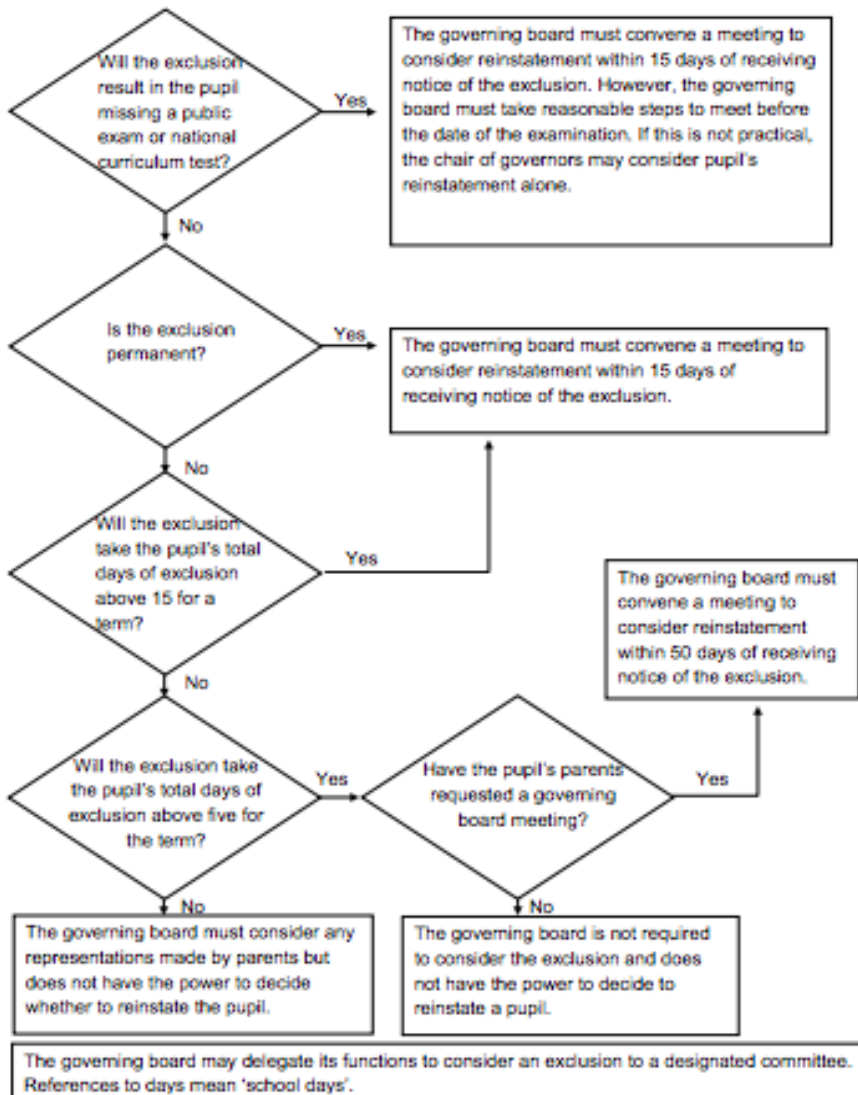 Will the exclusion
result in the pupil
missing a public
exam or national
curriculum test?
Yes
The governing board must convene a meeting to
consider reinstatement within 15 days of receiving
notice of the exclusion. However, the governing
board must take reasonable steps to meet before
the date of the examination. If this is not practical,
the chair of governors may consider pupil's
reinstatement alone.
No
Is the exclusion
permanent?
Yes
The governing board must convene a meeting to
consider reinstatement within 15 days of
receiving notice of the exclusion.
No
Will the exclusion
take the pupil's total
days of exclusion
above 15 for a
term?
Yes
The governing board must
convene a meeting to
consider reinstatement
within 50 days of receiving
notice of the exclusion.
No
Will the exclusion take
the pupil's total days of
exclusion above five for
the term?
Yes
Have the pupil's parents
requested a governing
board meeting?
Yes
No
The governing board must consider any
representations made by parents but
does not have the power to decide
whether to reinstate the pupil.
No
The governing board is not required
to consider the exclusion and does
not have the power to decide to
reinstate a pupil.
The governing board may delegate its functions to consider an exclusion to a designated committee.
References to days mean 'school days'.